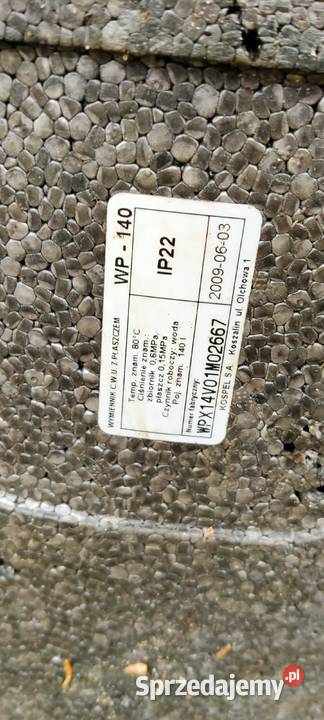 WYMIENNIK C.W.U. Z PŁASZCZEM
WP - 140
Temp. znam. 80°C
Ciśnienie znam.:
zbiornik 0,6MPa,
płaszcz 0,15MPa
Czynnik roboczy: woda
Poj. znam. 140 l
IP22
Numer fabryczny:
WPX14V01M02667
2009-06-03
KOSPEL S.A. Koszalin ul. Olchowa 1
Sprzedajemy.pl